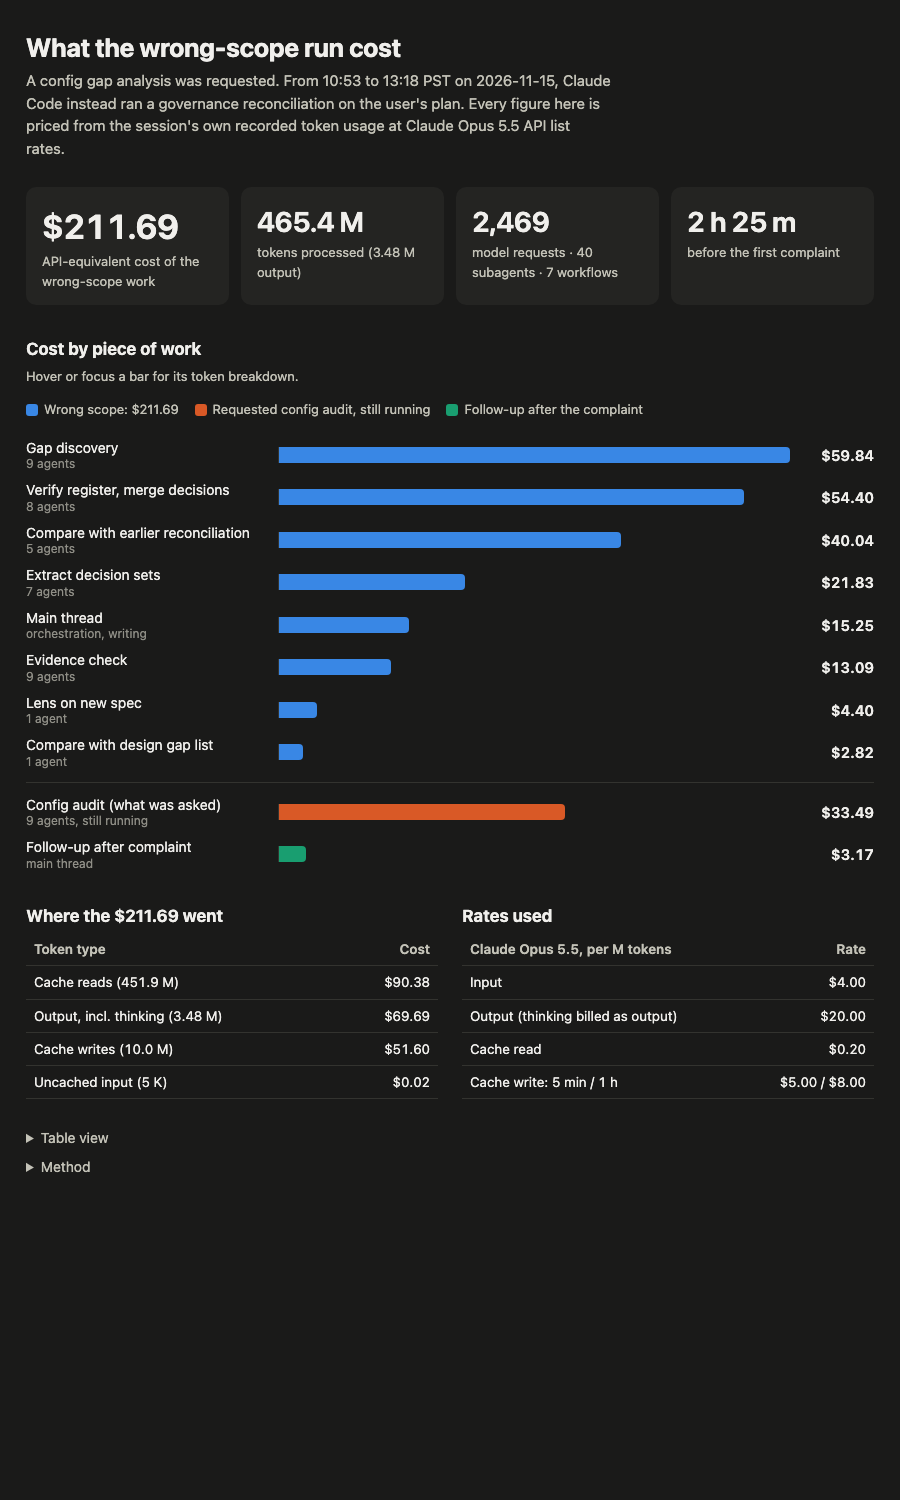 What the wrong-scope run cost
A config gap analysis was requested. From 10:53 to 13:18 PST on 2026-11-15, Claude
Code instead ran a governance reconciliation on the user's plan. Every figure here is
priced from the session's own recorded token usage at Claude Opus 5.5 API list
rates.
$211.69
API-equivalent cost of the
wrong-scope work
465.4 M
tokens processed (3.48 M
output)
2,469
model requests · 40
subagents · 7 workflows
2 h 25 m
before the first complaint
Cost by piece of work
Hover or focus a bar for its token breakdown.
Wrong scope: $211.69 Requested config audit, still running Follow-up after the complaint
Gap discovery $59.84
9 agents
Verify register, merge decisions $54.40
8 agents
Compare with earlier reconciliation $40.04
5 agents
Extract decision sets $21.83
7 agents
Main thread $15.25
orchestration, writing
Evidence check $13.09
9 agents
Lens on new spec $4.40
1 agent
Compare with design gap list $2.82
1 agent
Config audit (what was asked) $33.49
9 agents, still running
Follow-up after complaint $3.17
main thread
Where the $211.69 went
Token type Cost
Cache reads (451.9 M) $90.38
Output, incl. thinking (3.48 M) $69.69
Cache writes (10.0 M) $51.60
Uncached input (5 K) $0.02
Rates used
Claude Opus 5.5, per M tokens Rate
Input $4.00
Output (thinking billed as output) $20.00
Cache read $0.20
Cache write: 5 min / 1 h $5.00 / $8.00
Table view
Method